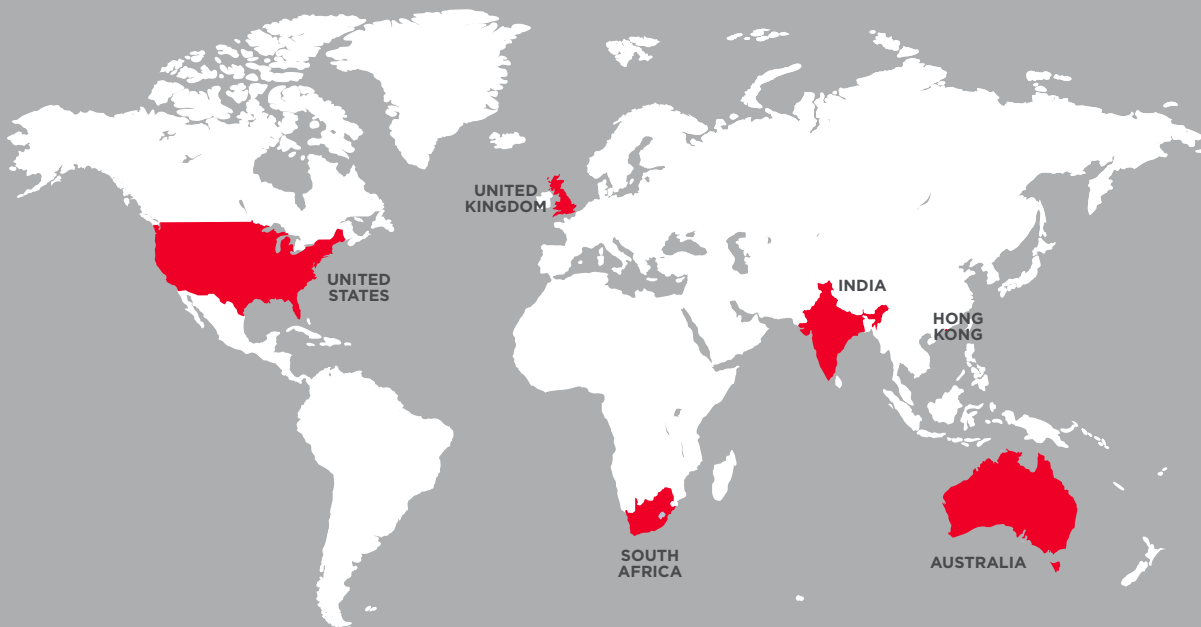 UNITED
KINGDOM
UNITED
STATES
INDIA
HONG
KONG
SOUTH
AFRICA
AUSTRALIA